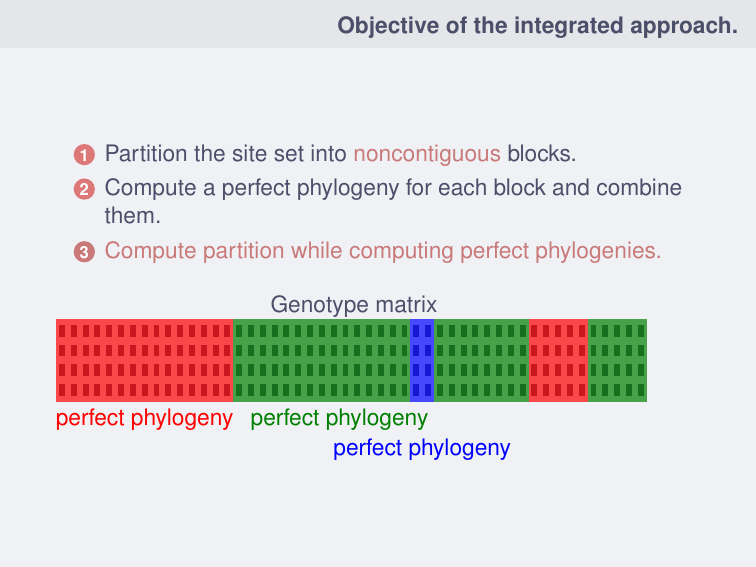 Objective of the integrated approach.
1 Partition the site set into noncontiguous blocks.
2 Compute a perfect phylogeny for each block and combine
them.
3 Compute partition while computing perfect phylogenies.
Genotype matrix
perfect phylogeny perfect phylogeny
perfect phylogeny